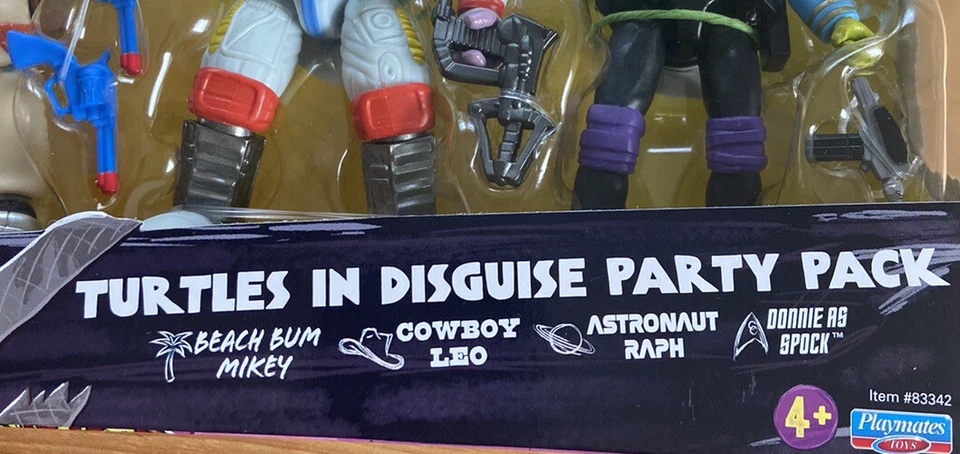 TURTLES IN DISGUISE PARTY PACK
BEACH BUM
MIKEY
COWBOY
LEO
ASTRONAUT
RAPH
DONNIE AS
SPOCK™
4+
Item #83342
Playmates
TOYS